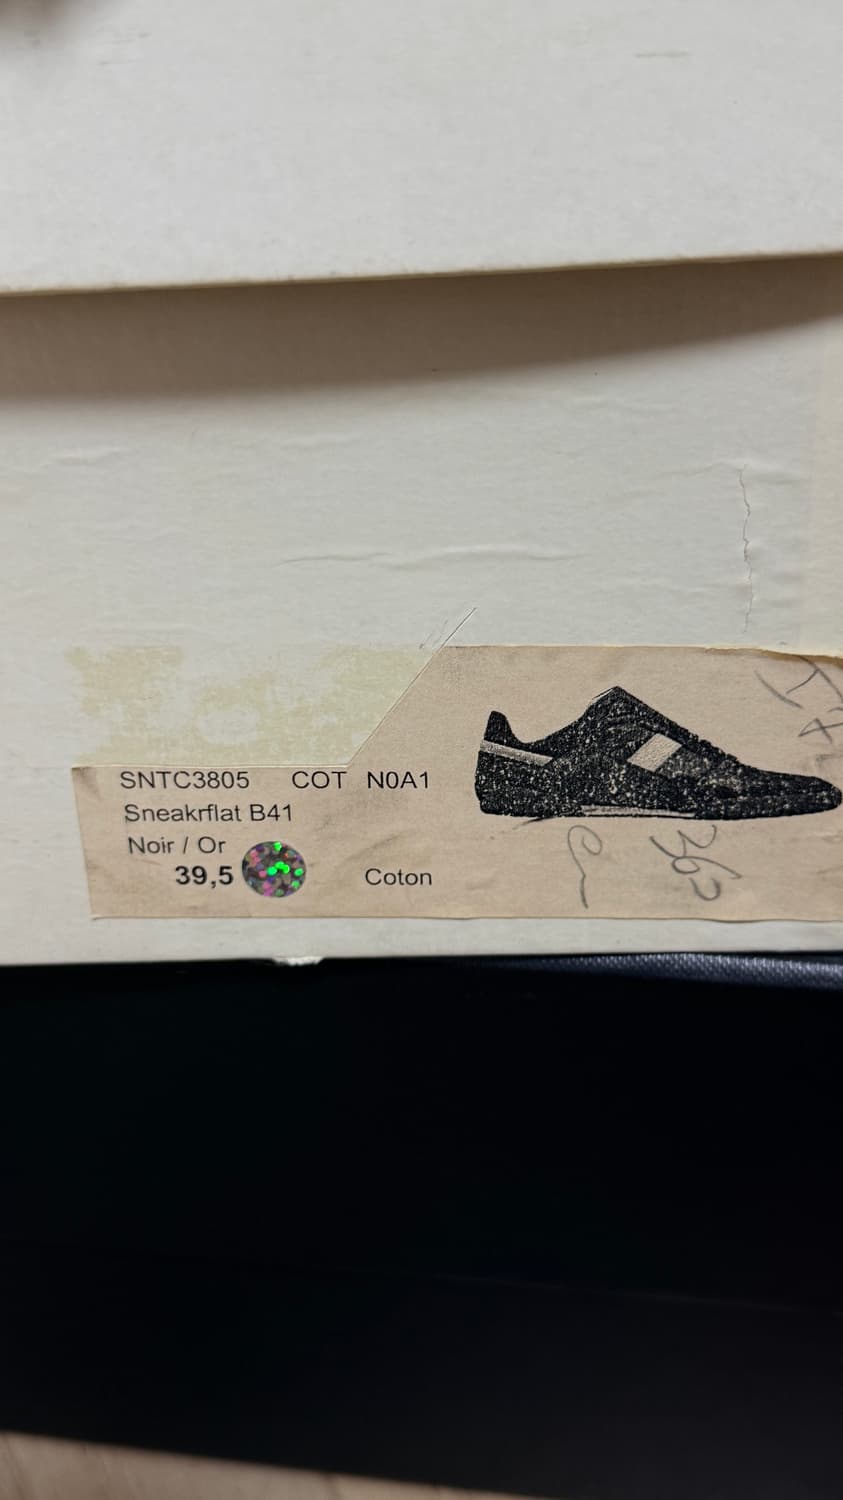 SNTC3805 COT N0A1
Sneakrflat B41
Noir / Or
39,5 Coton